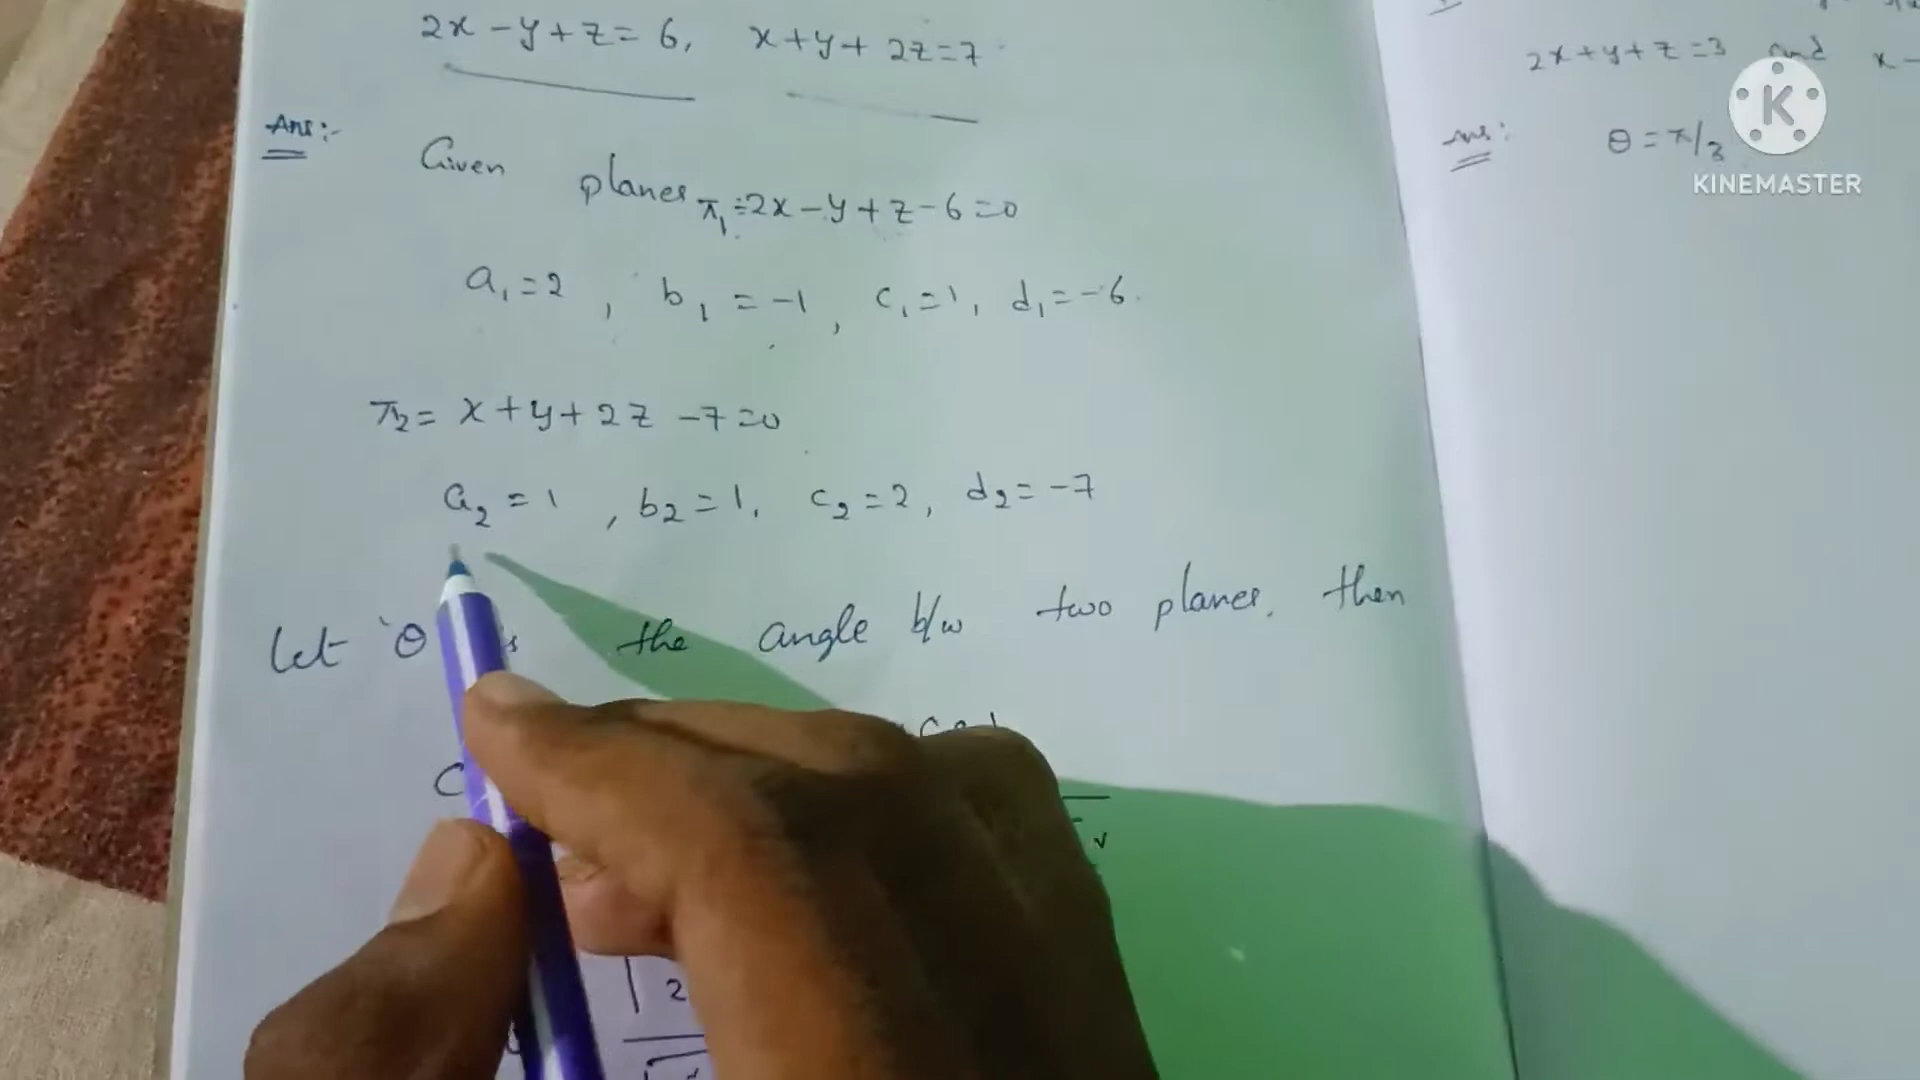 2x - y + z = 6, x + y + 2z = 7
Ans:-
Given planes π₁ = 2x - y + z - 6 = 0
a₁ = 2, b₁ = -1, c₁ = 1, d₁ = -6.
π₂ = x + y + 2z - 7 = 0
a₂ = 1, b₂ = 1, c₂ = 2, d₂ = -7
let 'θ the angle b/w two planes, then
2
2x + y + z = 3 and x -
Ans:
θ = π/3
K
KINEMASTER